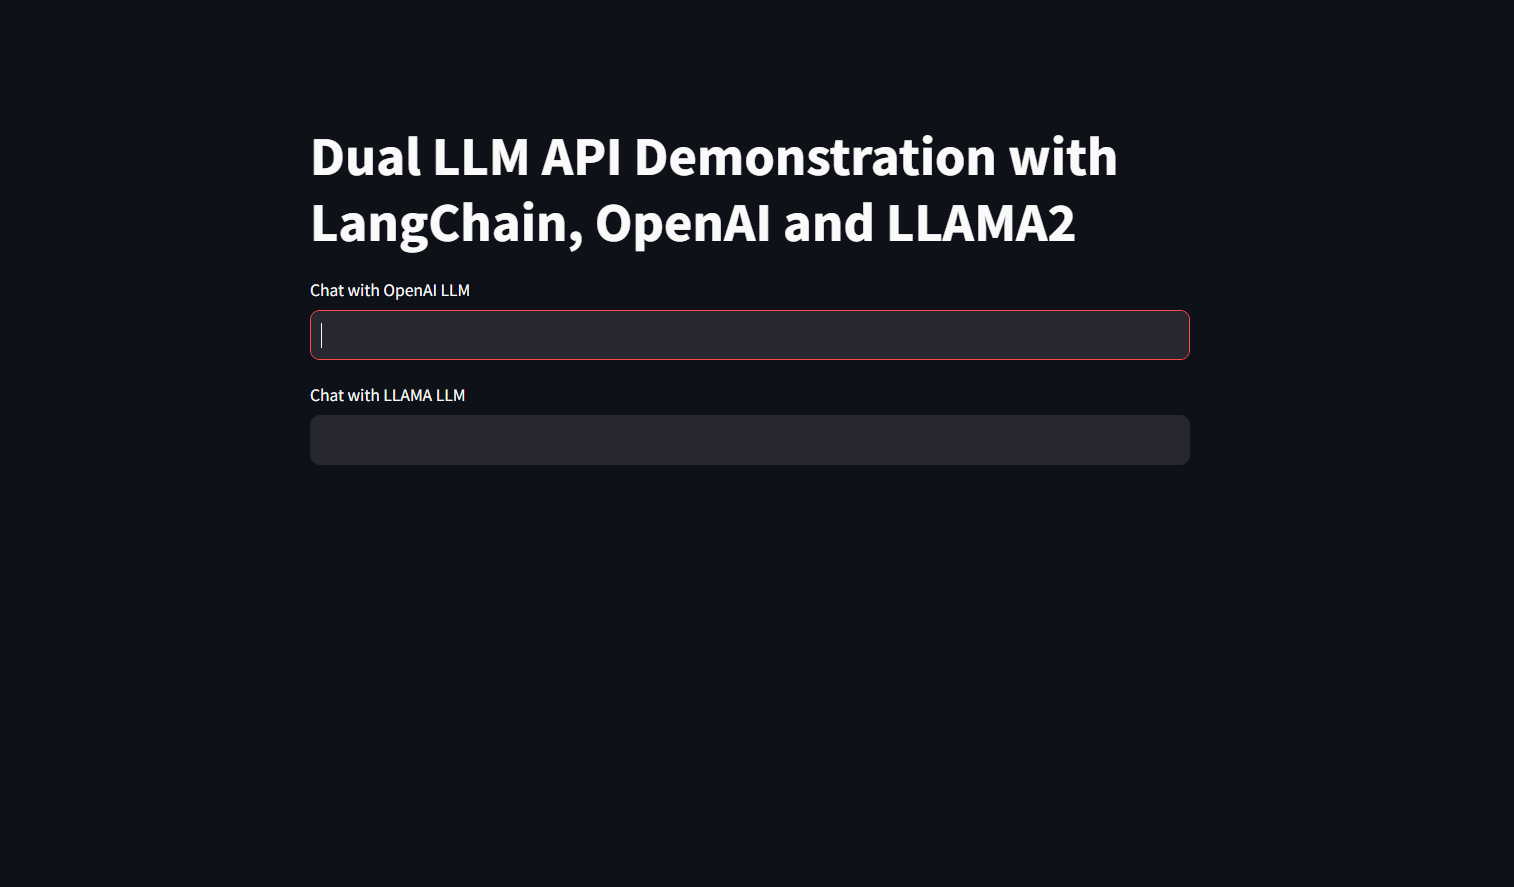 Dual LLM API Demonstration with
LangChain, OpenAI and LLAMA2
Chat with OpenAI LLM
Chat with LLAMA LLM